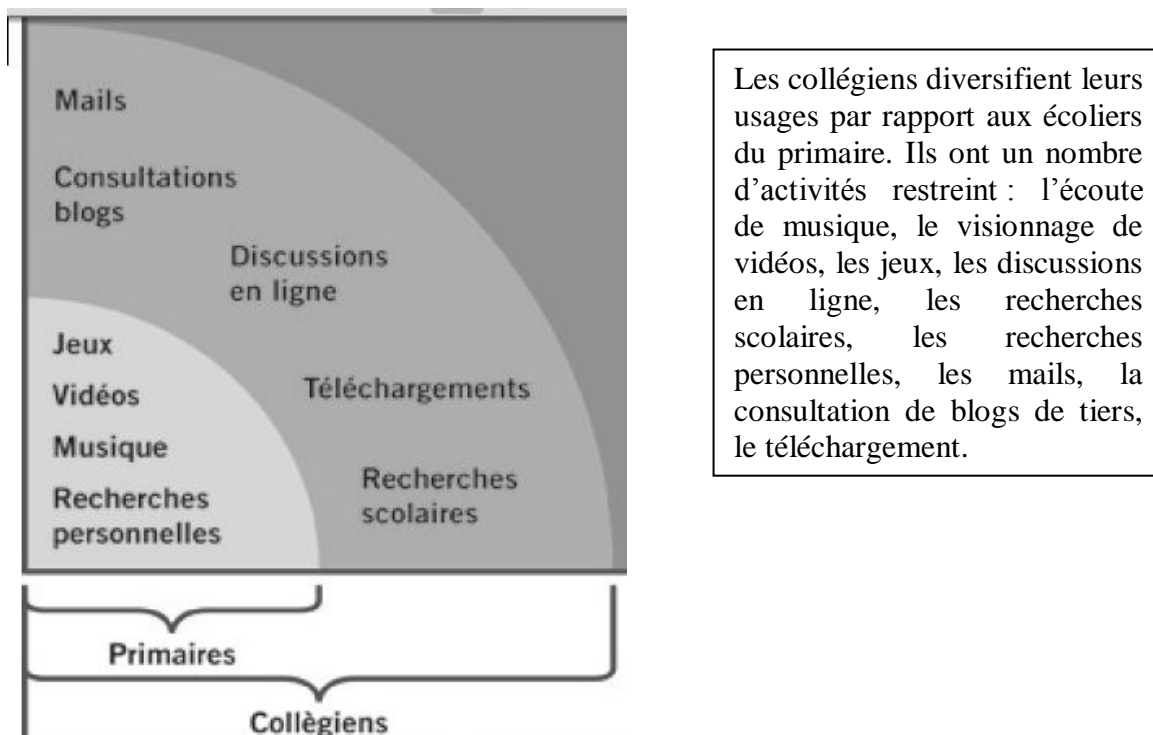 Mails
Consultations
blogs
Discussions
en ligne
Jeux
Vidéos
Musique
Recherches
personnelles
Téléchargements
Recherches
scolaires
Primaires
Collègiens
Les collégiens diversifient leurs
usages par rapport aux écoliers
du primaire. Ils ont un nombre
d’activités restreint : l’écoute
de musique, le visionnage de
vidéos, les jeux, les discussions
en ligne, les recherches
scolaires, les recherches
personnelles, les mails, la
consultation de blogs de tiers,
le téléchargement.